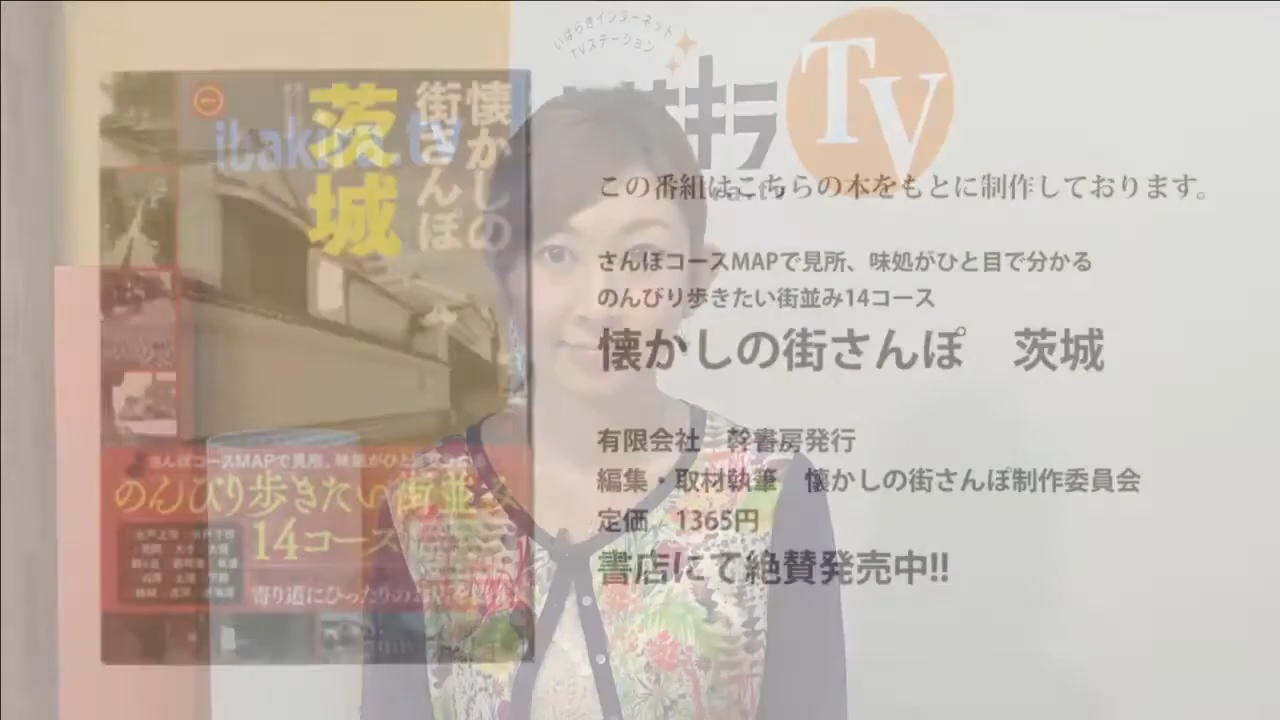 いばらきインターネット
TVステーション
キラ
TV
ibakira.tv
懐かしの
街さんぽ
茨城
のんびり歩きたい街並み
14コース
この番組はこちらの本をもとに制作しております。
さんぽコースMAPで見所、味処がひと目で分かる
のんびり歩きたい街並み14コース
懐かしの街さんぽ　茨城
有限会社　幹書房発行
編集・取材執筆　懐かしの街さんぽ制作委員会
定価　1365円
書店にて絶賛発売中!!